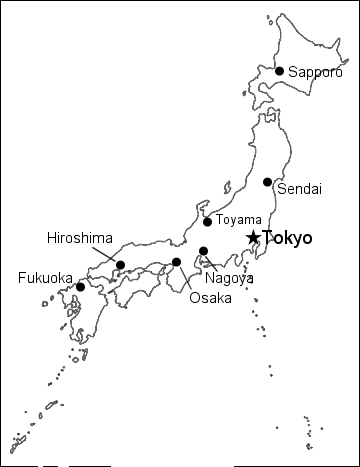 Sapporo
Sendai
Toyama
Tokyo
Hiroshima
Nagoya
Fukuoka
Osaka